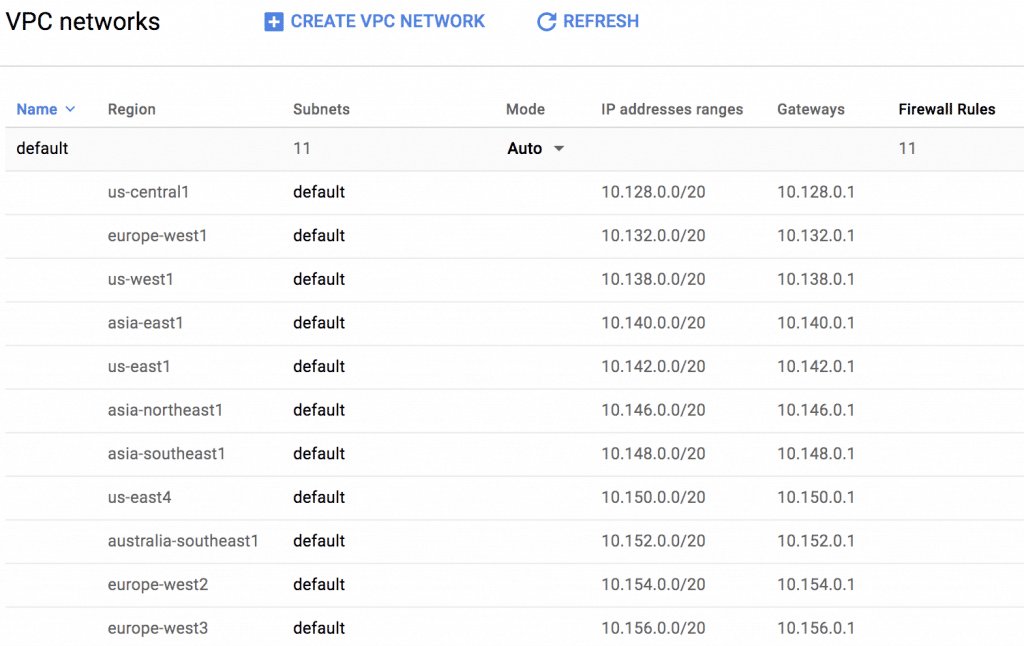 VPC networks CREATE VPC NETWORK REFRESH
Name Region Subnets Mode IP addresses ranges Gateways Firewall Rules
default 11 Auto 11
us-central1 default 10.128.0.0/20 10.128.0.1
europe-west1 default 10.132.0.0/20 10.132.0.1
us-west1 default 10.138.0.0/20 10.138.0.1
asia-east1 default 10.140.0.0/20 10.140.0.1
us-east1 default 10.142.0.0/20 10.142.0.1
asia-northeast1 default 10.146.0.0/20 10.146.0.1
asia-southeast1 default 10.148.0.0/20 10.148.0.1
us-east4 default 10.150.0.0/20 10.150.0.1
australia-southeast1 default 10.152.0.0/20 10.152.0.1
europe-west2 default 10.154.0.0/20 10.154.0.1
europe-west3 default 10.156.0.0/20 10.156.0.1